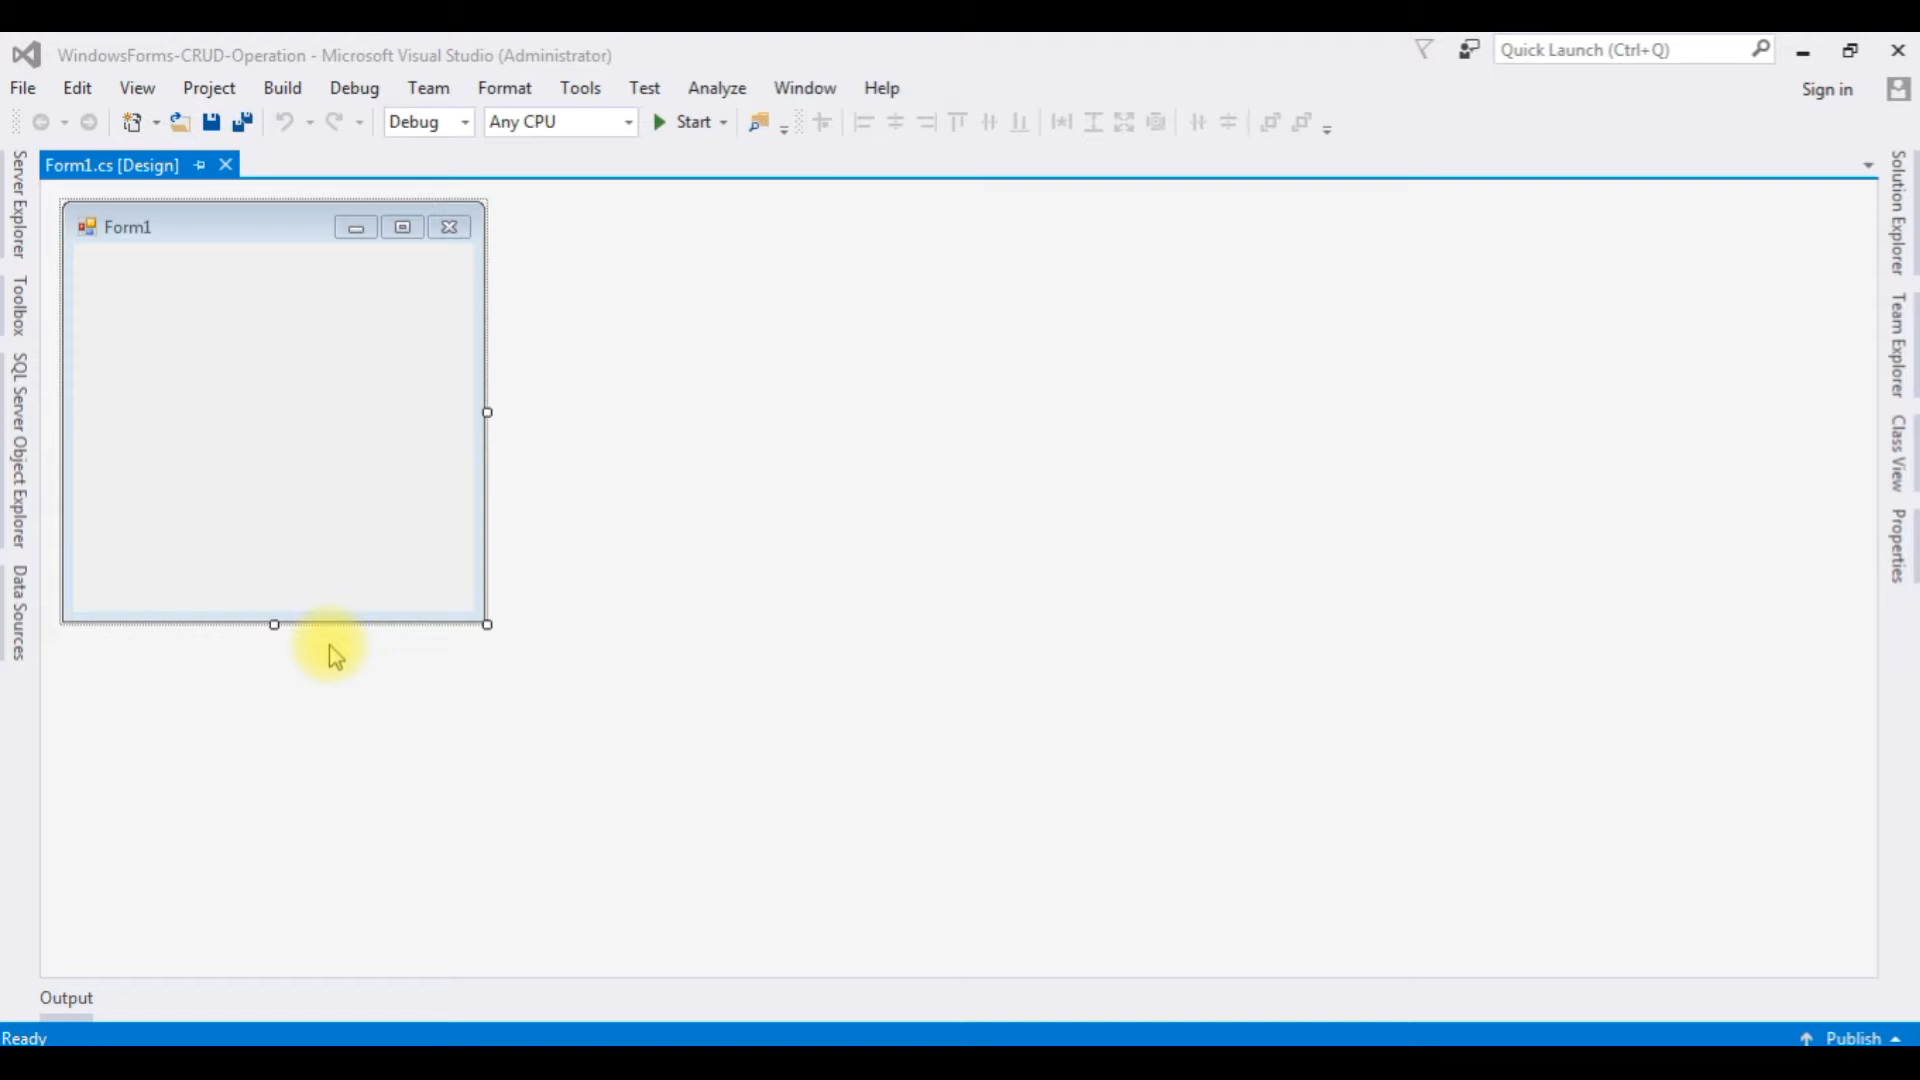 WindowsForms-CRUD-Operation - Microsoft Visual Studio (Administrator)
Quick Launch (Ctrl+Q)
File Edit View Project Build Debug Team Format Tools Test Analyze Window Help
Sign in
Debug Any CPU Start
Form1.cs [Design]
Form1
Server Explorer
Toolbox
SQL Server Object Explorer
Data Sources
Solution Explorer
Team Explorer
Class View
Properties
Output
Ready
Publish